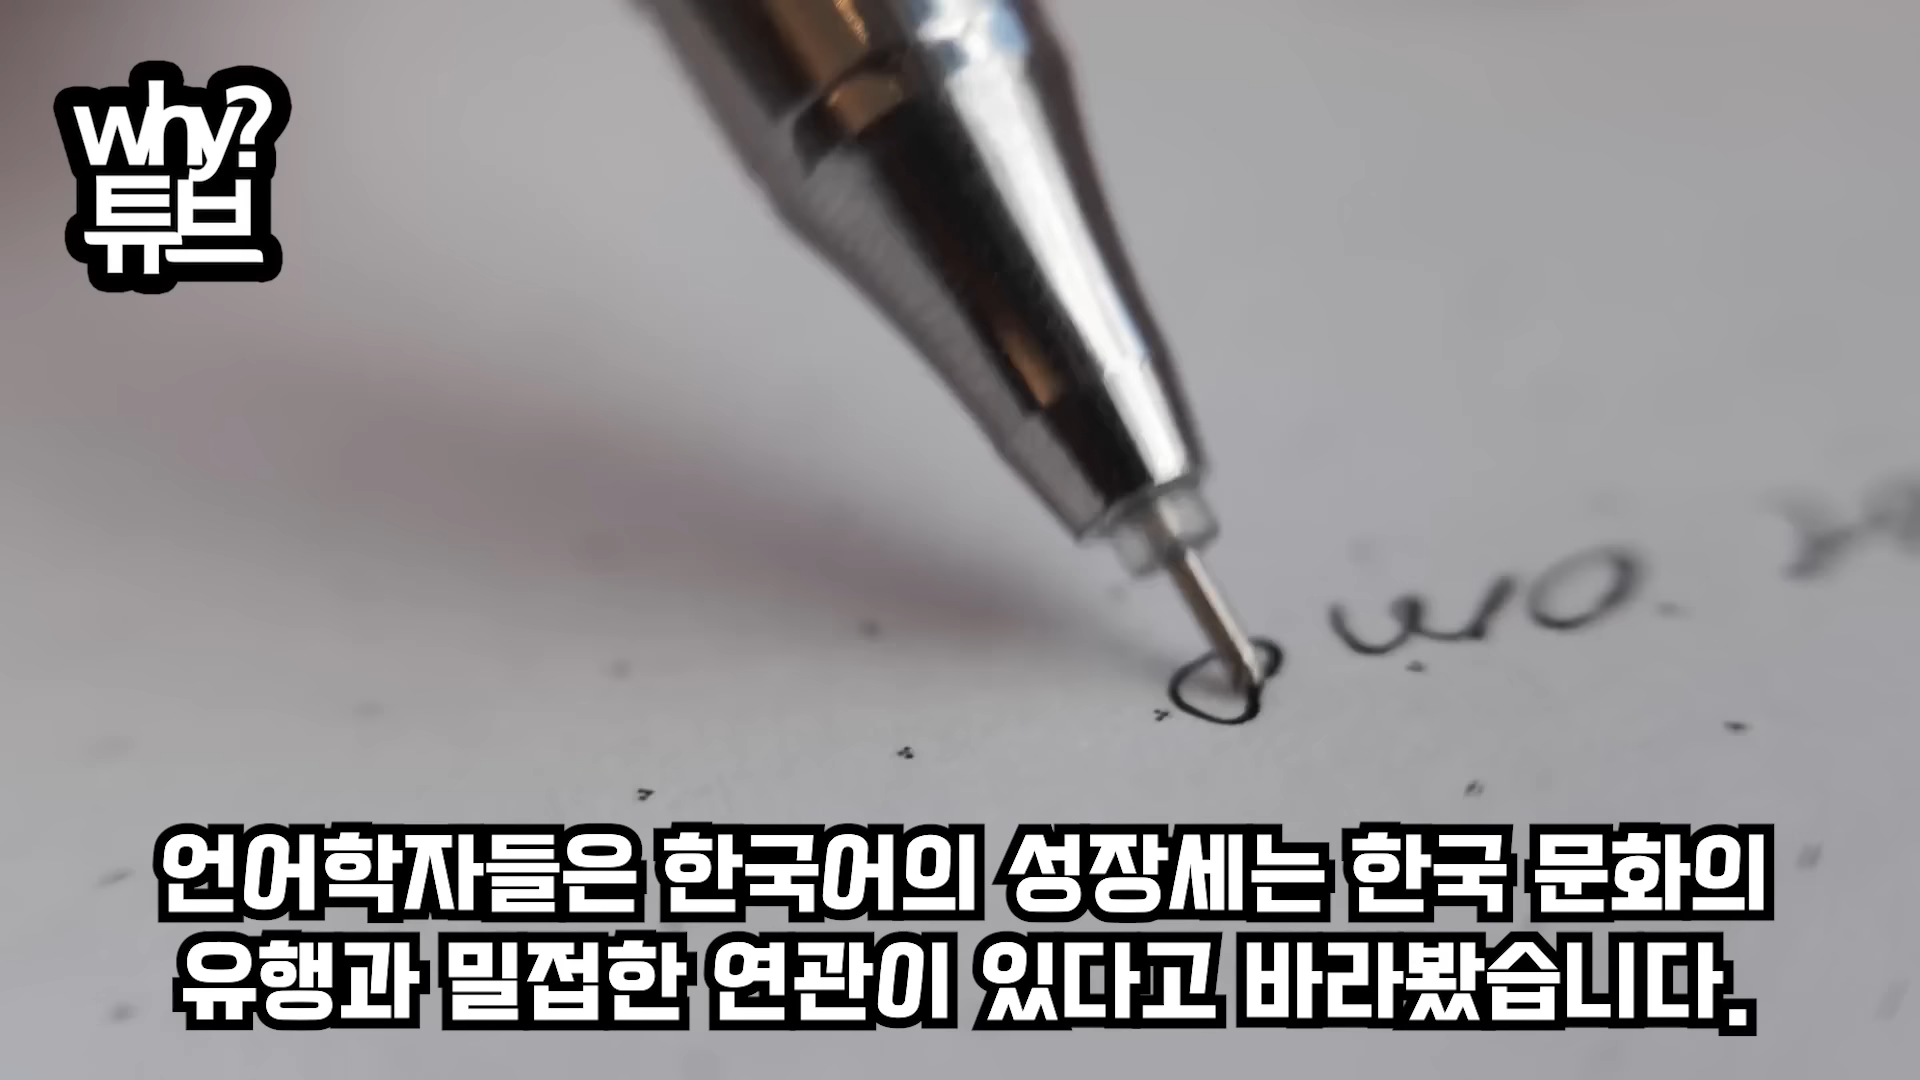 why?
튜브
언어학자들은 한국어의 성장세는 한국 문화의
유행과 밀접한 연관이 있다고 바라봤습니다.